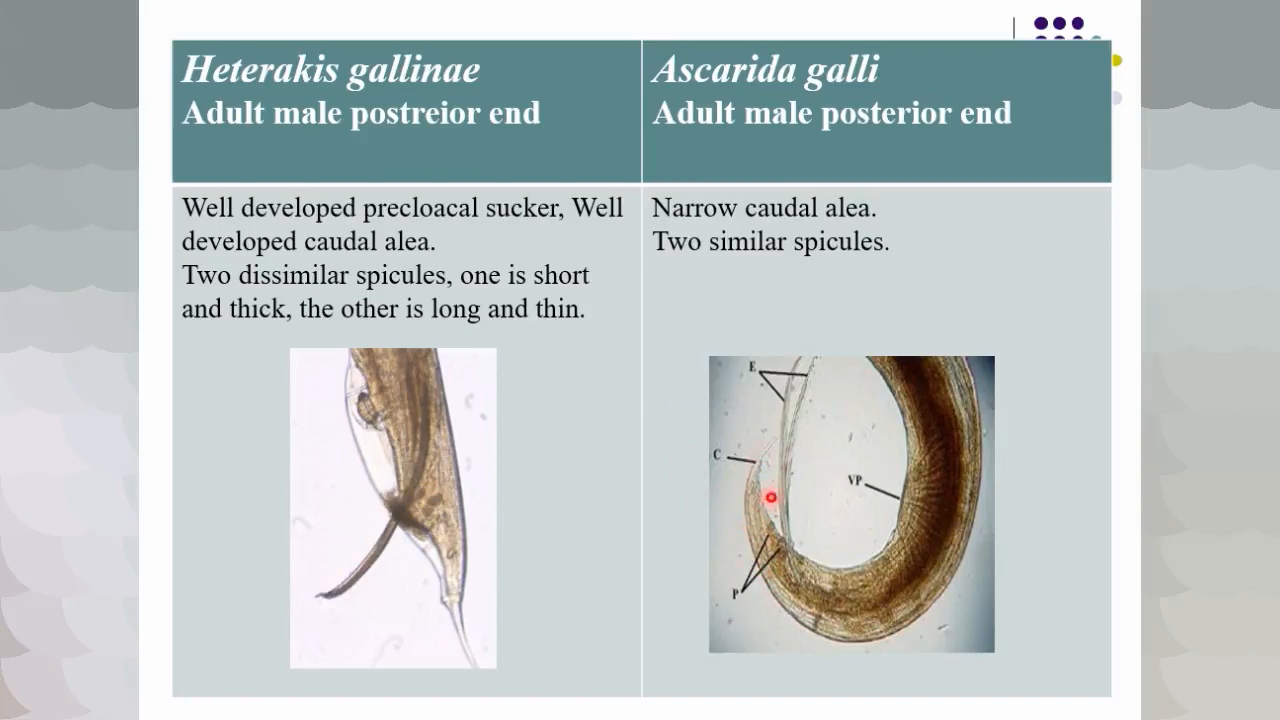 Heterakis gallinae
Adult male postreior end
Ascarida galli
Adult male posterior end
Well developed precloacal sucker, Well
developed caudal alea.
Two dissimilar spicules, one is short
and thick, the other is long and thin.
Narrow caudal alea.
Two similar spicules.
E
C
VP
P